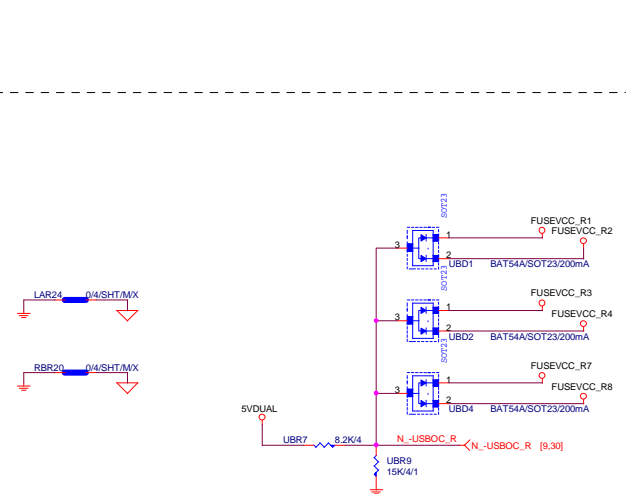 SOT23
FUSEVCC_R1
FUSEVCC_R2
1
3
2
UBD1
BAT54A/SOT23/200mA
SOT23
LAR24
0/4/SHT/M/X
FUSEVCC_R3
FUSEVCC_R4
1
3
2
UBD2
BAT54A/SOT23/200mA
SOT23
RBR20
0/4/SHT/M/X
FUSEVCC_R7
FUSEVCC_R8
1
3
2
UBD4
BAT54A/SOT23/200mA
5VDUAL
UBR7
8.2K/4
N_-USBOC_R
N_-USBOC_R [9,30]
UBR9
15K/4/1